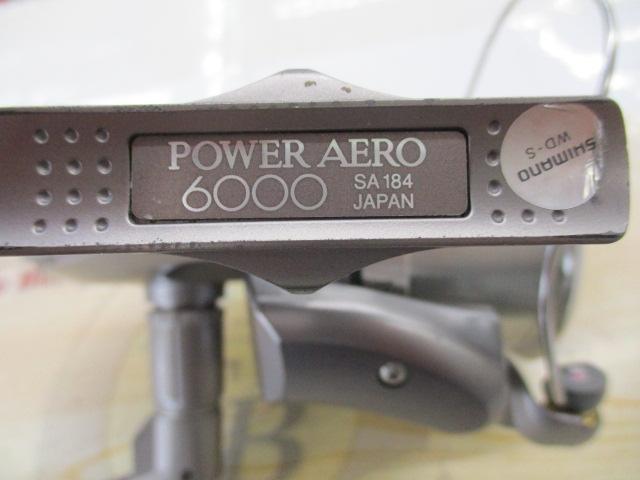 POWER AERO
6000
SA 184
JAPAN
SHIMANO
WD-S